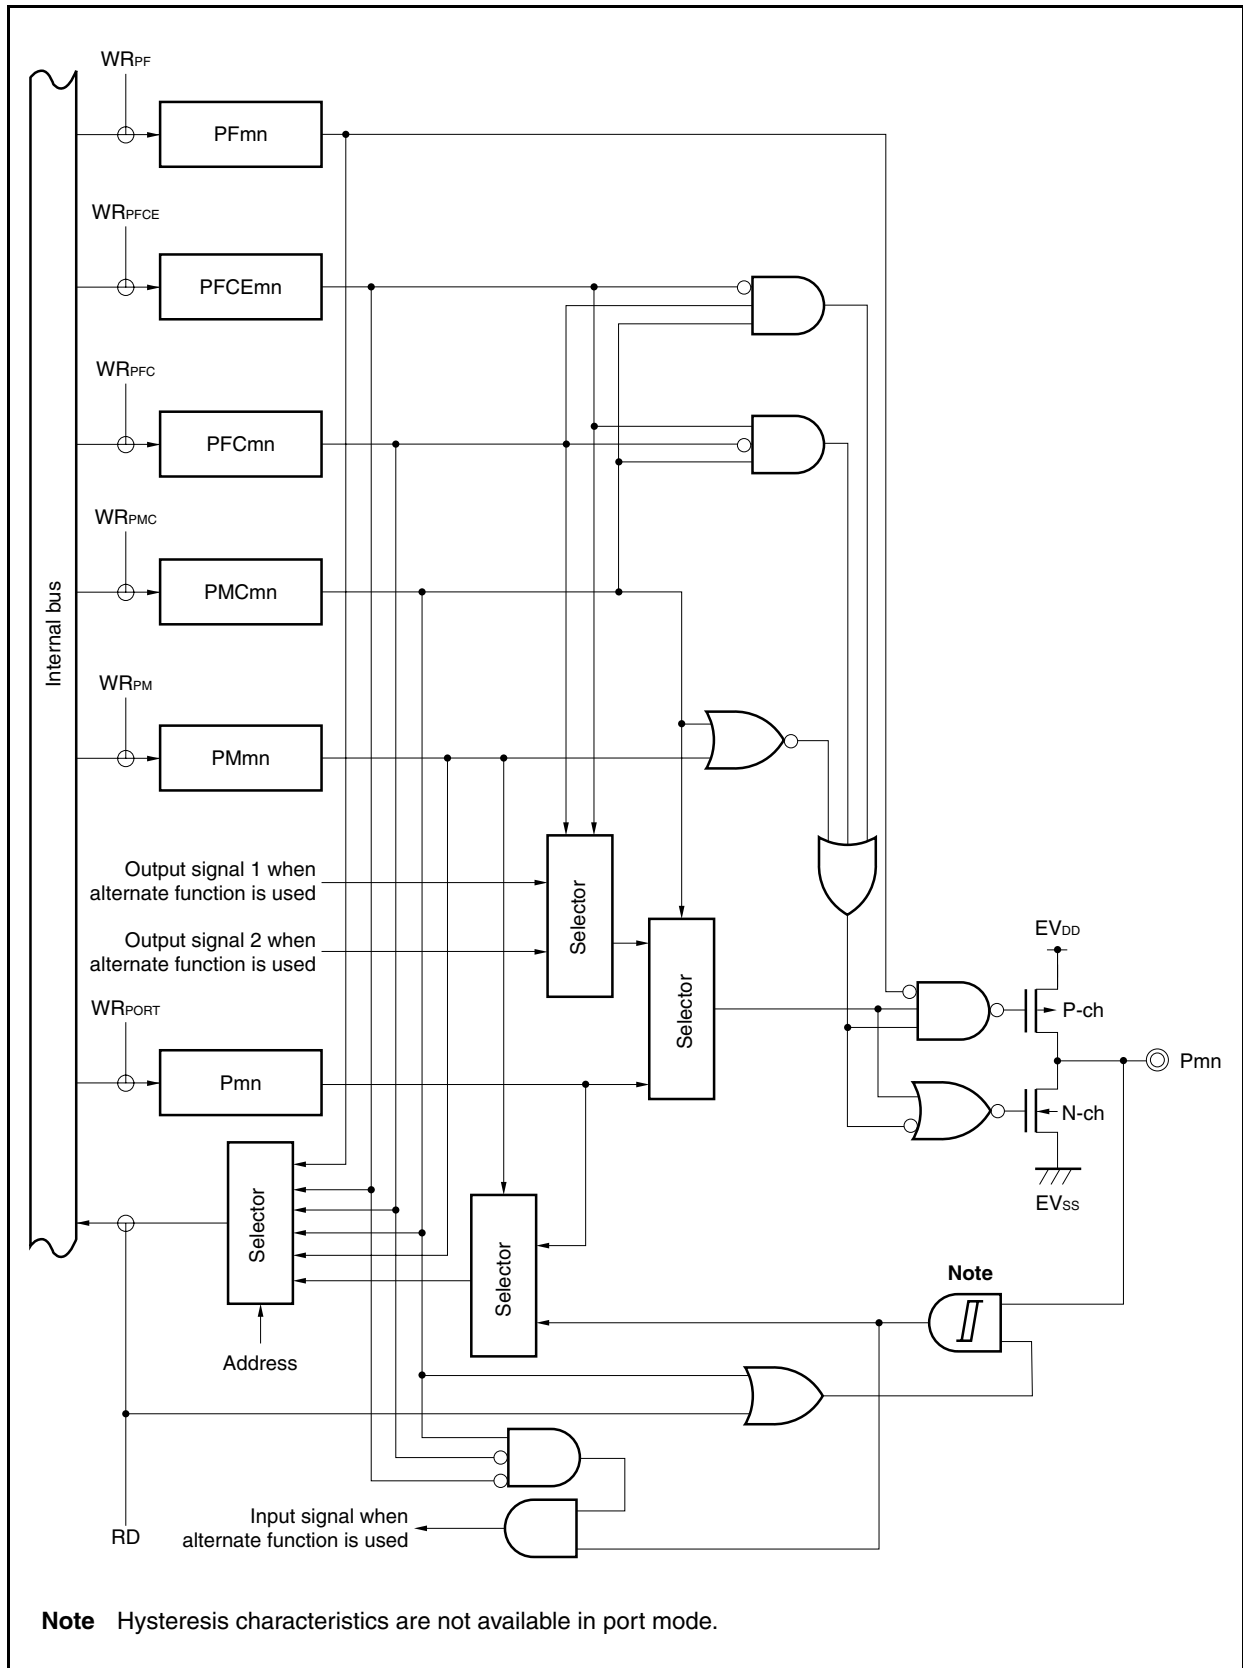 WRPF
PFmn
WRPFCE
PFCEmn
WRPFC
PFCmn
WRPMC
PMCmn
Internal bus
WRPM
PMmn
Output signal 1 when
alternate function is used
Output signal 2 when
alternate function is used
Selector
Selector
EVDD
P-ch
WRPORT
Pmn
Pmn
N-ch
EVSS
Selector
Selector
Address
Note
RD
Input signal when
alternate function is used
Note Hysteresis characteristics are not available in port mode.